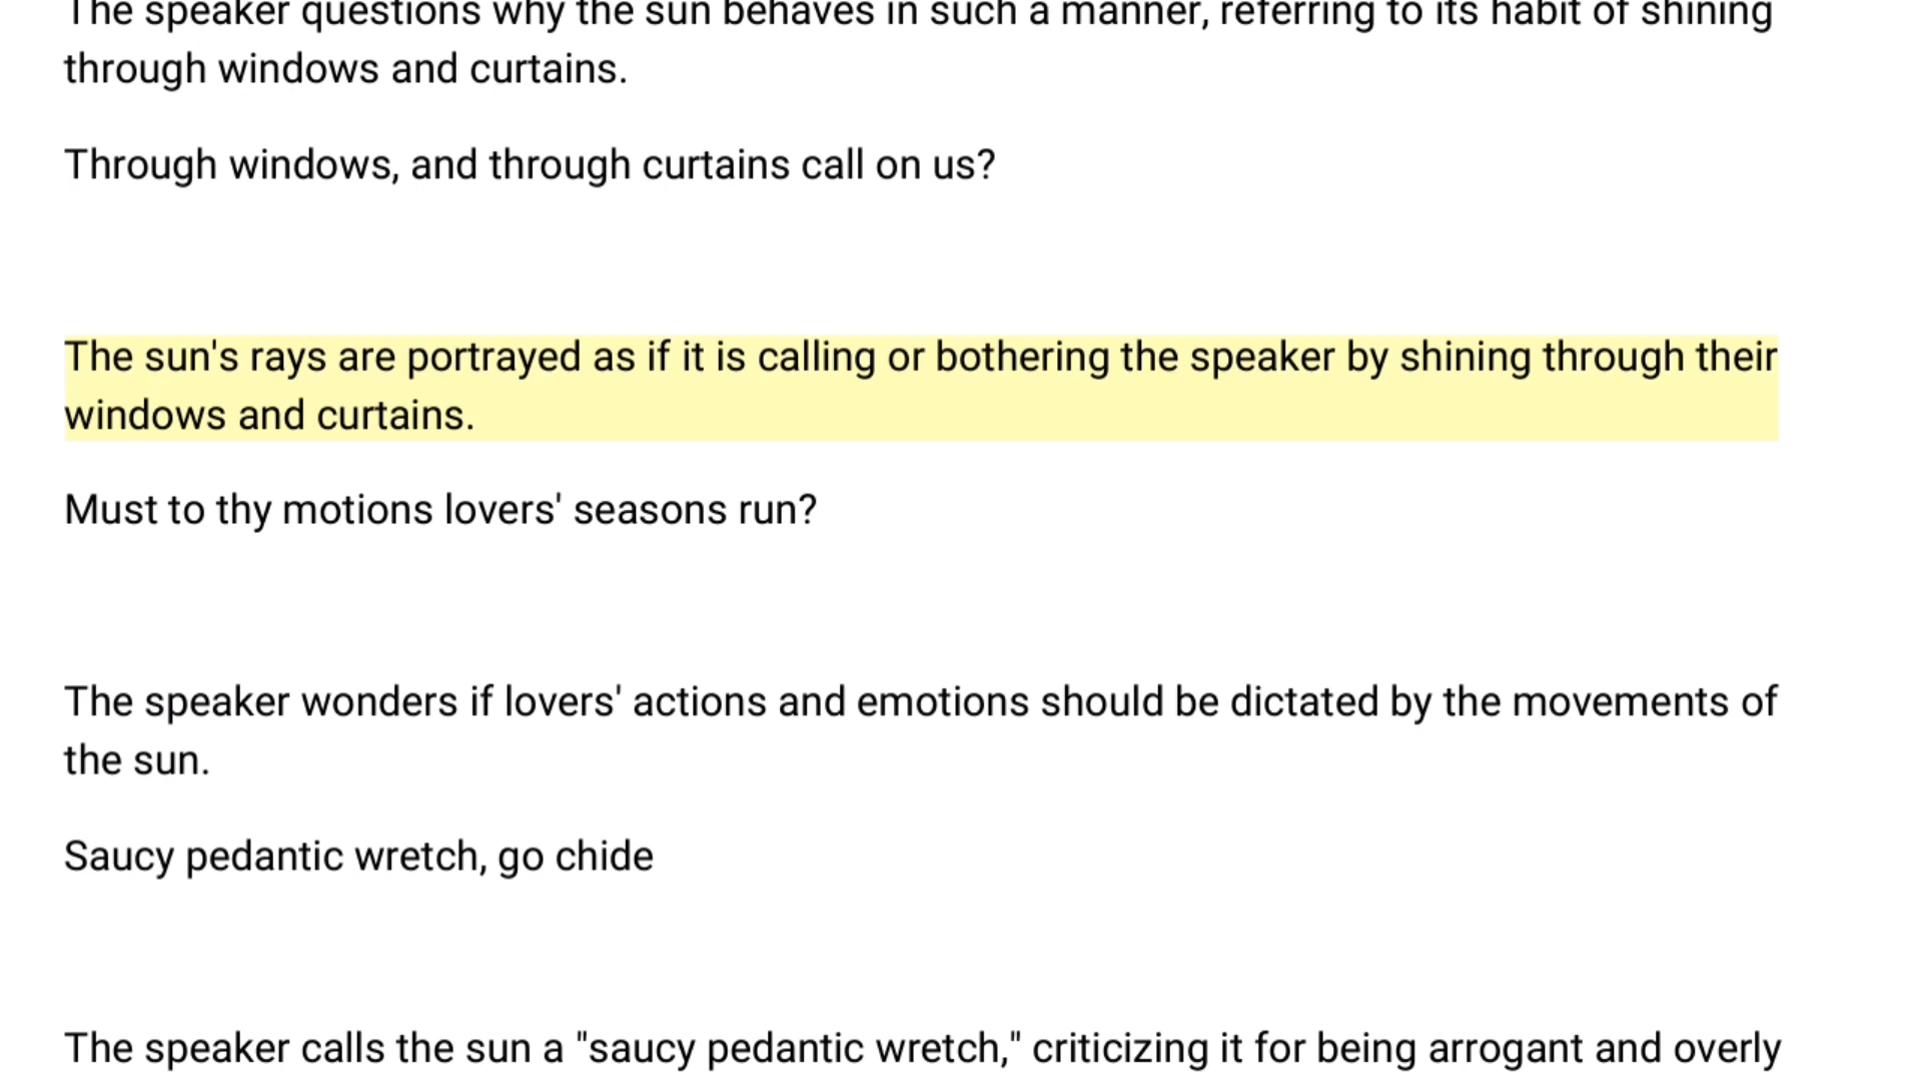 The speaker questions why the sun behaves in such a manner, referring to its habit of shining
through windows and curtains.
Through windows, and through curtains call on us?
The sun's rays are portrayed as if it is calling or bothering the speaker by shining through their
windows and curtains.
Must to thy motions lovers' seasons run?
The speaker wonders if lovers' actions and emotions should be dictated by the movements of
the sun.
Saucy pedantic wretch, go chide
The speaker calls the sun a "saucy pedantic wretch," criticizing it for being arrogant and overly